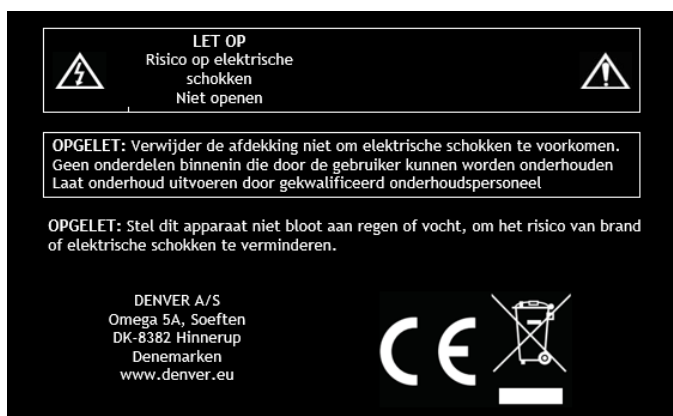 LET OP
Risico op elektrische
schokken
Niet openen
OPGELET: Verwijder de afdekking niet om elektrische schokken te voorkomen.
Geen onderdelen binnenin die door de gebruiker kunnen worden onderhouden
Laat onderhoud uitvoeren door gekwalificeerd onderhoudspersoneel
OPGELET: Stel dit apparaat niet bloot aan regen of vocht, om het risico van brand
of elektrische schokken te verminderen.
DENVER A/S
Omega 5A, Soeften
DK-8382 Hinnerup
Denemarken
www.denver.eu
CE